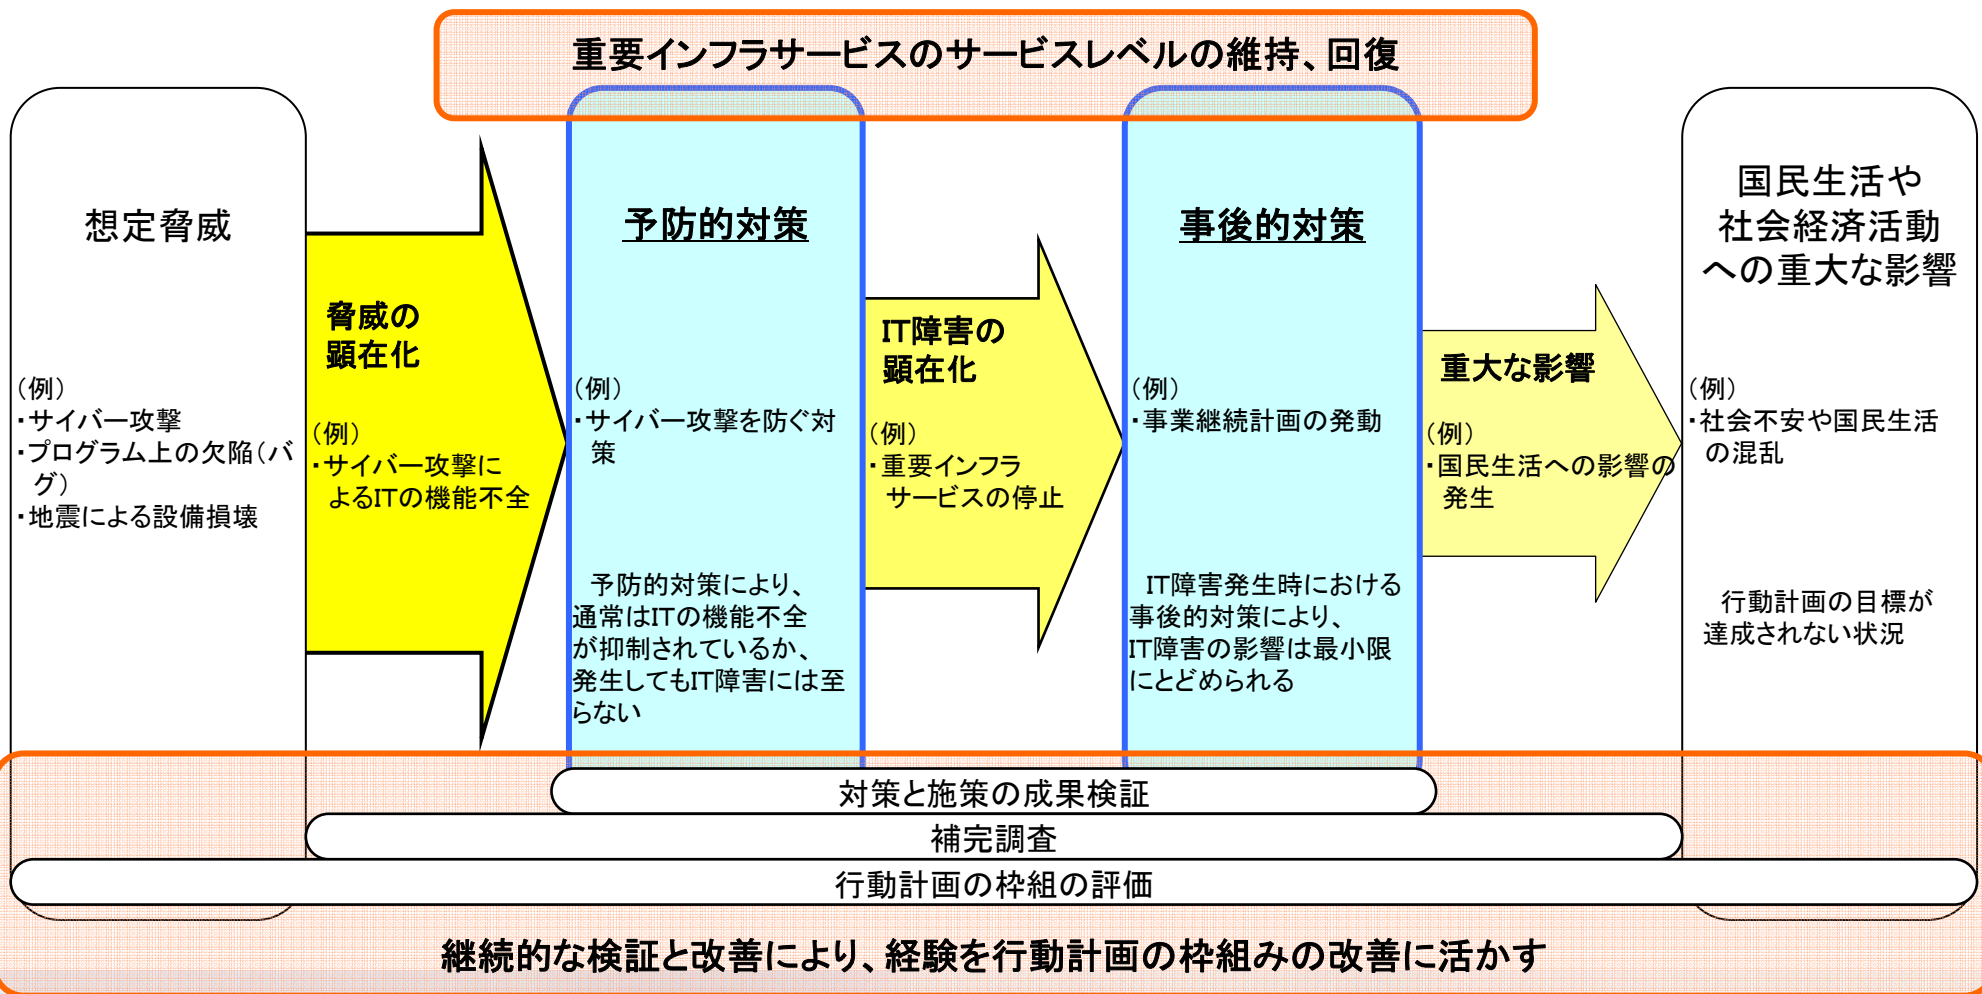 重要インフラサービスのサービスレベルの維持、回復
想定脅威
（例）
・サイバー攻撃
・プログラム上の欠陥（バ
グ）
・地震による設備損壊
脅威の
顕在化
（例）
・サイバー攻撃に
よるITの機能不全
予防的対策
（例）
・サイバー攻撃を防ぐ対
策
予防的対策により、
通常はITの機能不全
が抑制されているか、
発生してもIT障害には至
らない
IT障害の
顕在化
（例）
・重要インフラ
サービスの停止
事後的対策
（例）
・事業継続計画の発動
IT障害発生時における
事後的対策により、
IT障害の影響は最小限
にとどめられる
重大な影響
（例）
・国民生活への影響の
発生
国民生活や
社会経済活動
への重大な影響
（例）
・社会不安や国民生活
の混乱
行動計画の目標が
達成されない状況
対策と施策の成果検証
補完調査
行動計画の枠組の評価
継続的な検証と改善により、経験を行動計画の枠組みの改善に活かす